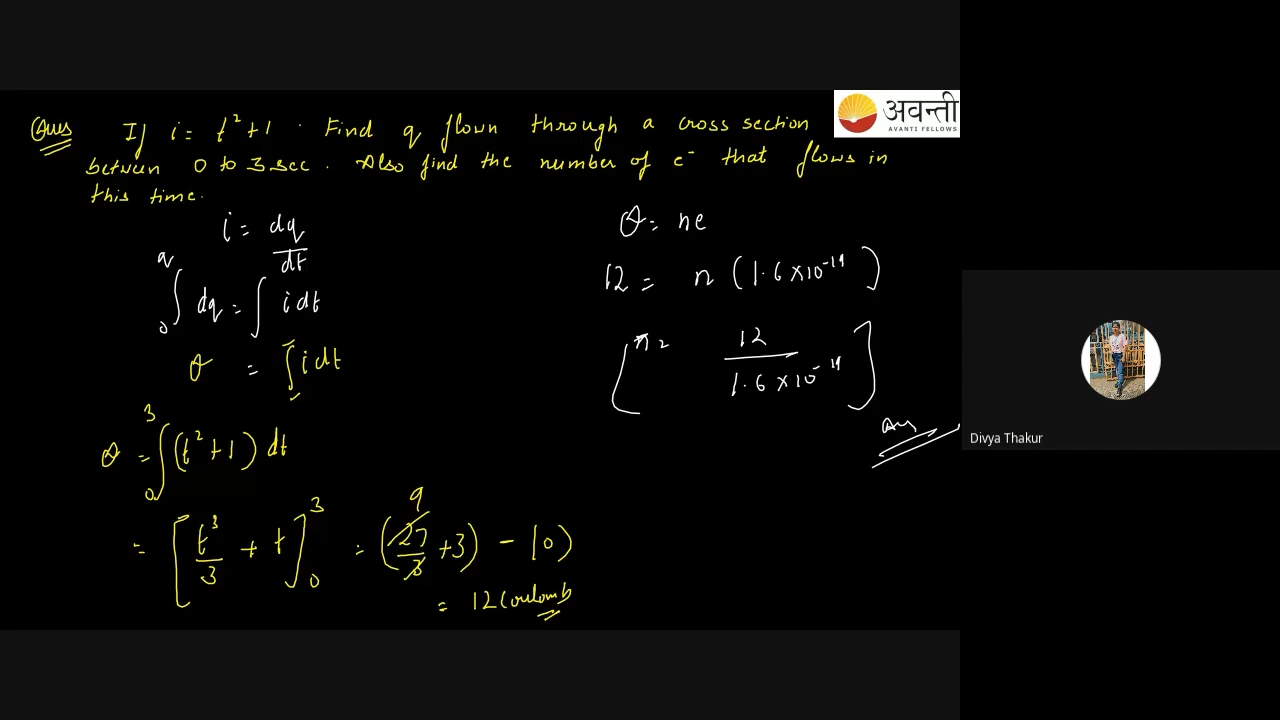 Ques If i = t² + 1 . Find q flown through a cross section
between 0 to 3 sec . Also find the number of e⁻ that flows in
this time.
अवन्ती
AVANTI FELLOWS
i = dq/dt
∫₀^q dq = ∫ i dt
Q = ∫ i dt
Q = ∫₀³ (t² + 1) dt
= [t³/3 + t]₀³ = (27/3 + 3) - (0)
9
= 12 Coulomb
Q = ne
12 = n (1.6 × 10⁻¹⁹)
[n = 12/1.6 × 10⁻¹⁹]
Ans
Divya Thakur